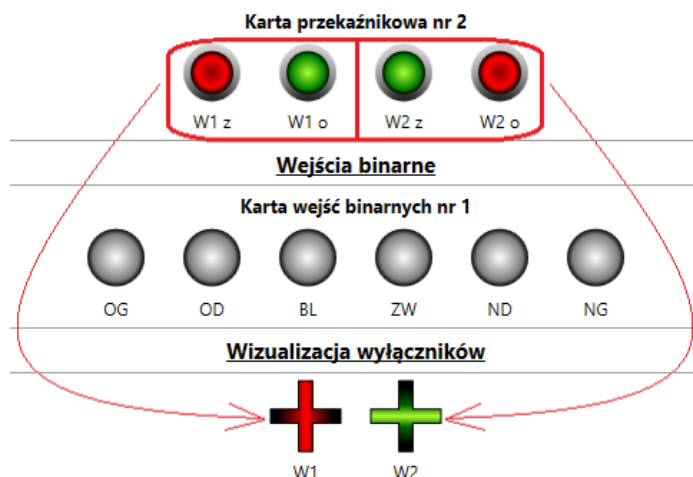 Karta przekaźnikowa nr 2
W1 z W1 o W2 z W2 o
Wejścia binarne
Karta wejść binarnych nr 1
OG OD BL ZW ND NG
Wizualizacja wyłączników
W1 W2